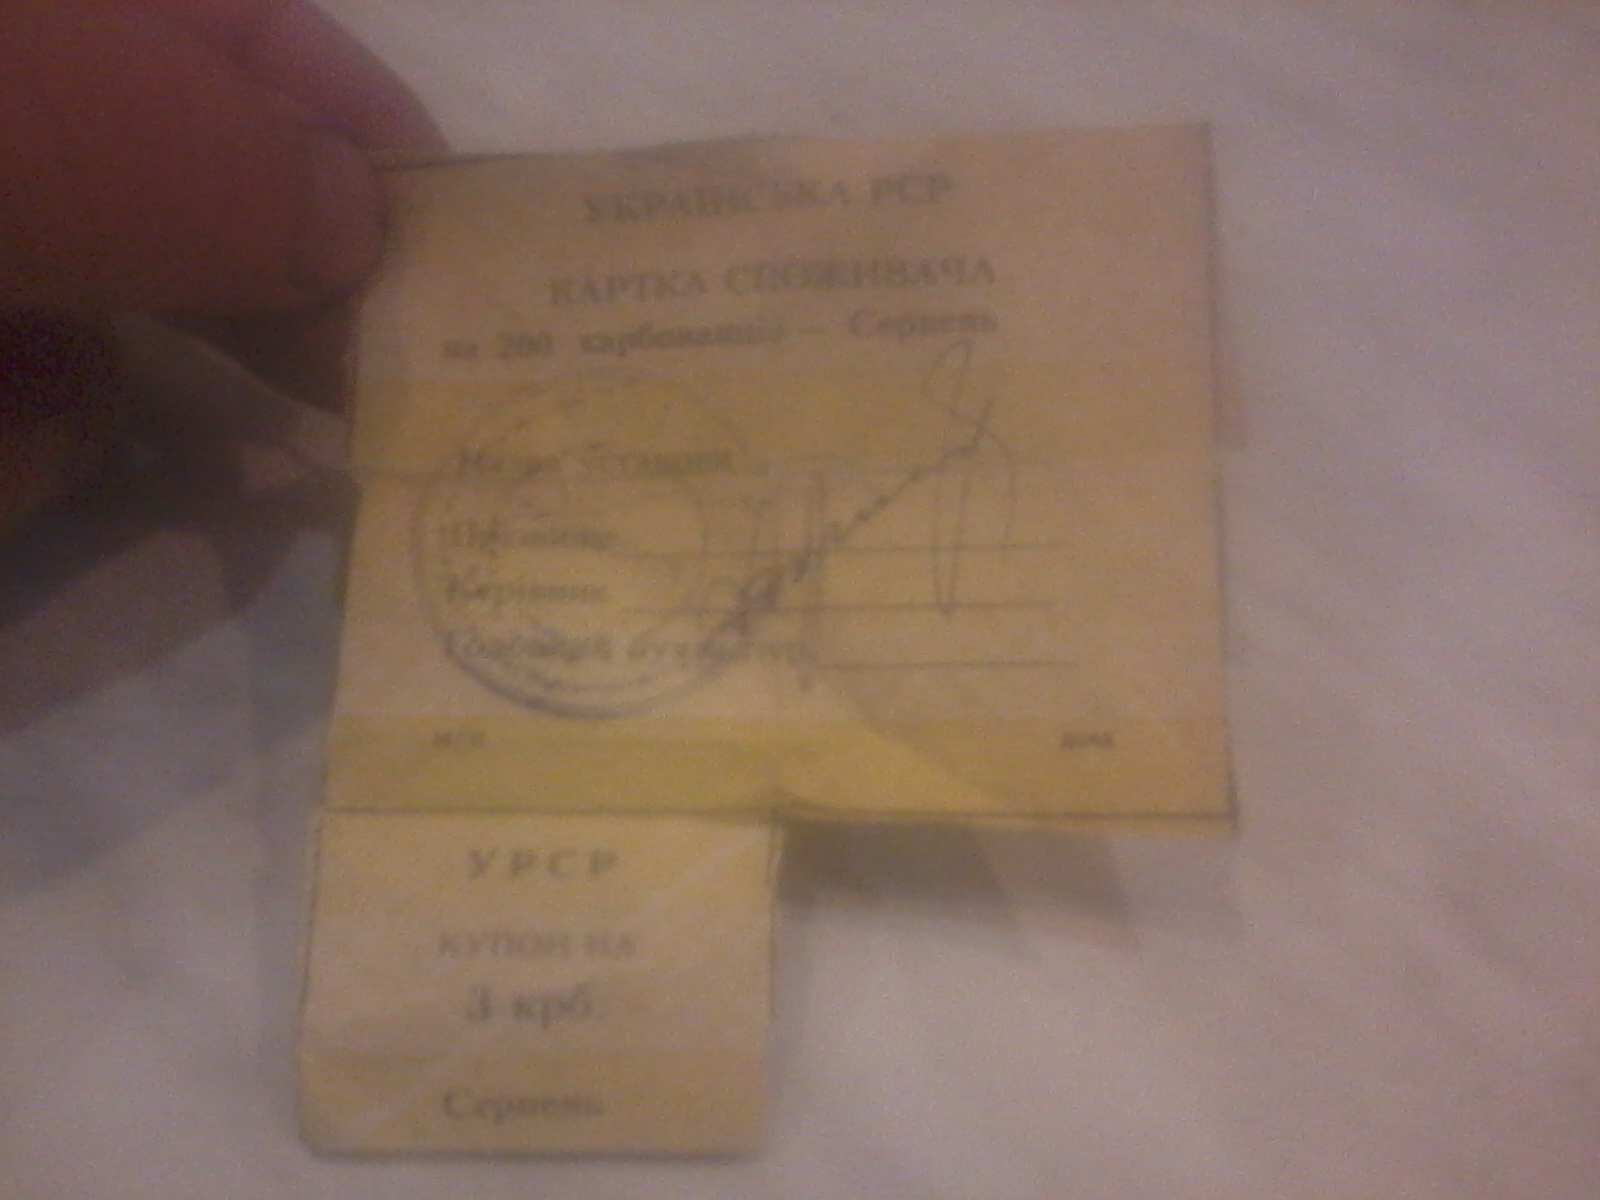 УКРАЇНСЬКА РСР
КАРТКА СПОЖИВАЧА
на 200 карбованців — Серпень
Назва установи
Прізвище
Керівник
Головний бухгалтер
УРСР
КУПОН НА
3 крб.
Серпень